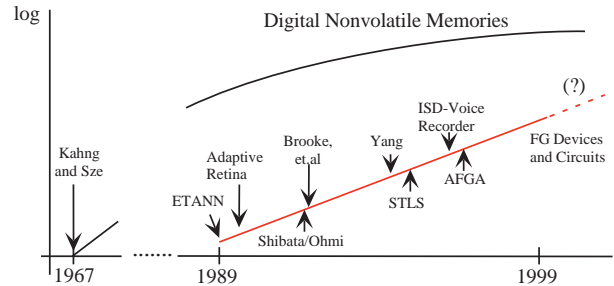 log
Digital Nonvolatile Memories
(?)
ISD-Voice
Recorder
Kahng
and Sze
Adaptive
Retina
Brooke,
et.al
Yang
FG Devices
and Circuits
ETANN
STLS
AFGA
Shibata/Ohmi
1967
1989
1999